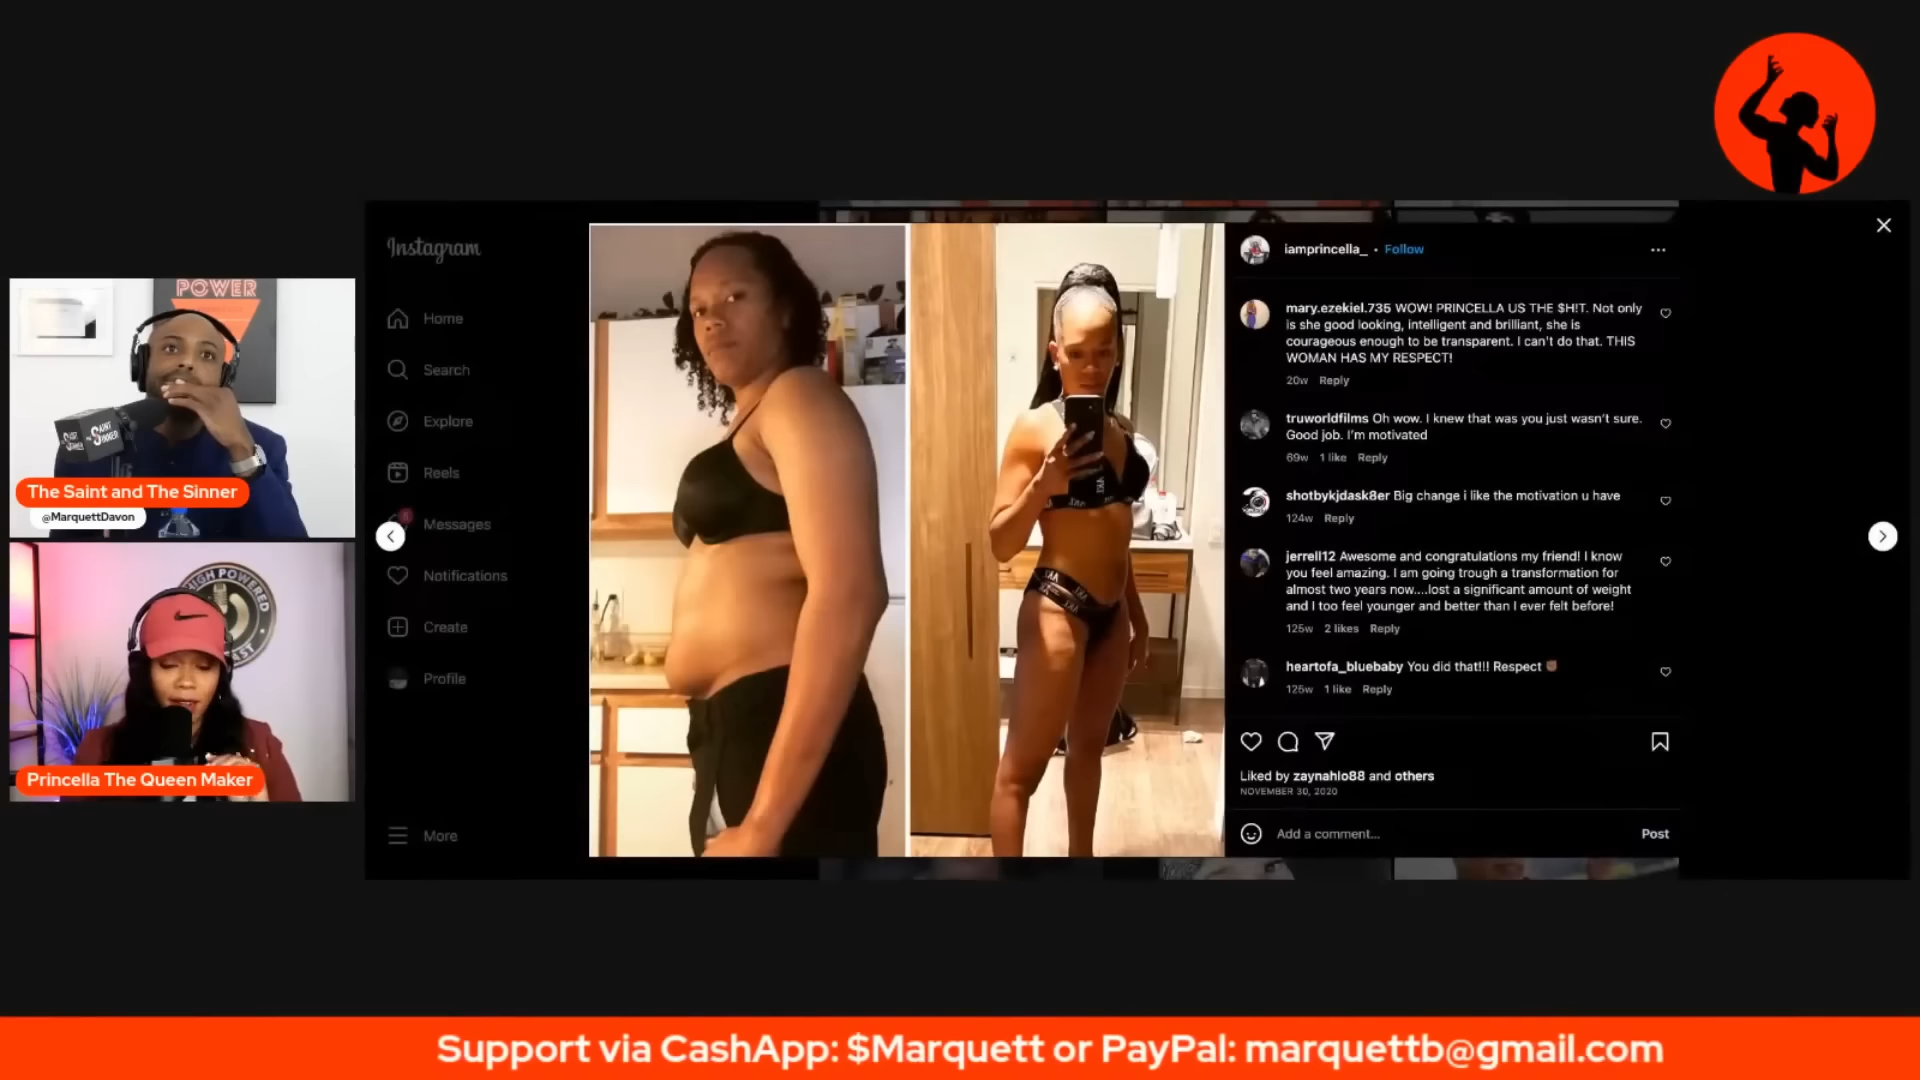 POWER
SAINT
SINNER
The Saint and The Sinner
@MarquettDavon
HIGH POWERED
Princella The Queen Maker
Instagram
Home
Search
Explore
Reels
Messages
Notifications
Create
Profile
More
iamprincella_ • Follow
mary.ezekiel.735 WOW! PRINCELLA US THE $H!T. Not only
is she good looking, intelligent and brilliant, she is
courageous enough to be transparent. I can't do that. THIS
WOMAN HAS MY RESPECT!
20w Reply
truworldfilms Oh wow. I knew that was you just wasn't sure.
Good job. I'm motivated
69w 1 like Reply
shotbykjdask8er Big change i like the motivation u have
124w Reply
jerrell12 Awesome and congratulations my friend! I know
you feel amazing. I am going trough a transformation for
almost two years now....lost a significant amount of weight
and I too feel younger and better than I ever felt before!
125w 2 likes Reply
heartofa_bluebaby You did that!!! Respect
125w 1 like Reply
Liked by zaynahlo88 and others
NOVEMBER 30, 2020
Add a comment...
Post
Support via CashApp: $Marquett or PayPal: marquettb@gmail.com